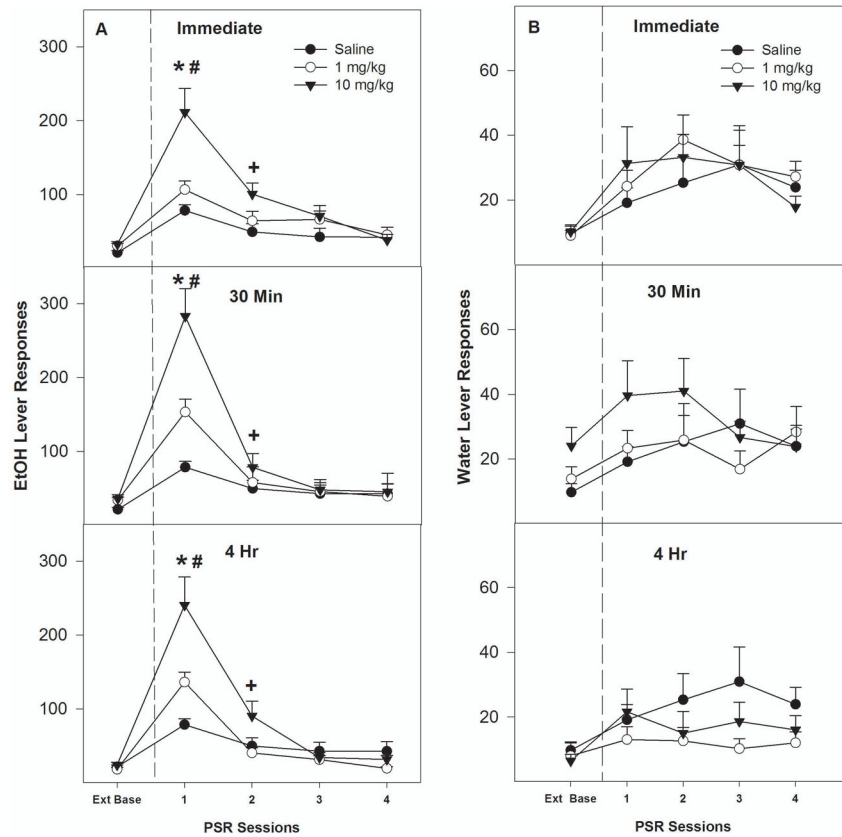 A
Immediate
Saline
1 mg/kg
10 mg/kg
* #
+
300
200
100
* #
30 Min
+
300
200
100
* #
4 Hr
+
300
200
100
EtOH Lever Responses
Ext Base 1 2 3 4
PSR Sessions
B
Immediate
Saline
1 mg/kg
10 mg/kg
60
40
20
30 Min
60
40
20
4 Hr
60
40
20
Water Lever Responses
Ext Base 1 2 3 4
PSR Sessions